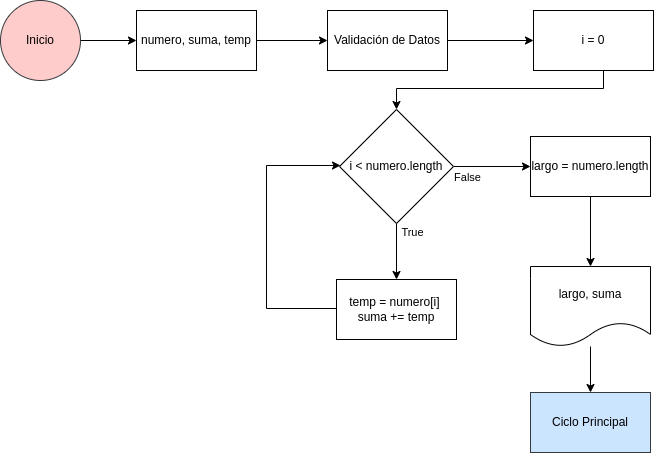 Inicio
numero, suma, temp
Validación de Datos
i = 0
i < numero.length
False
largo = numero.length
True
temp = numero[i]
suma += temp
largo, suma
Ciclo Principal